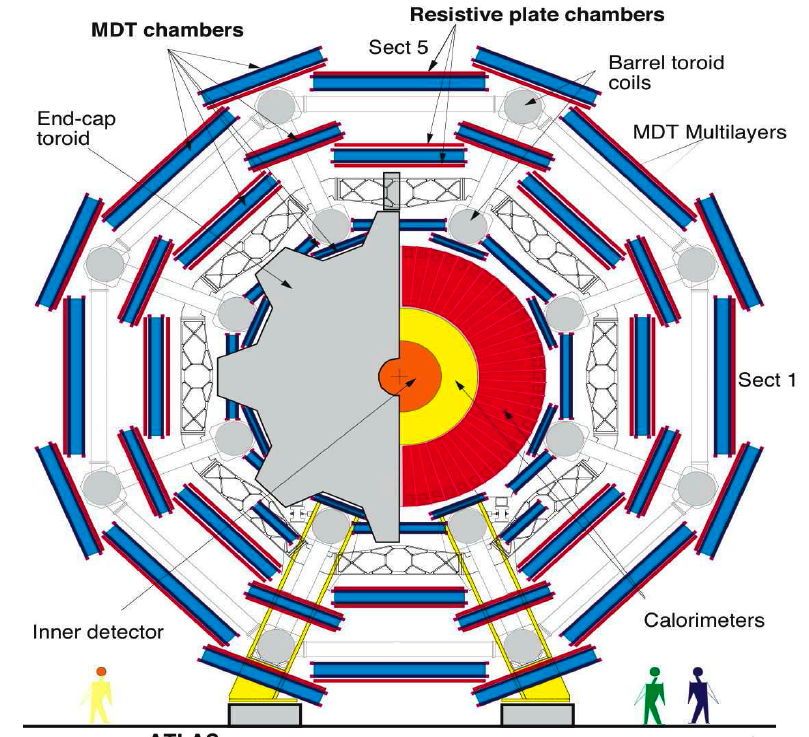 Resistive plate chambers
MDT chambers
Sect 5
Barrel toroid
coils
End-cap
toroid
MDT Multilayers
Sect 1
Calorimeters
Inner detector
ATLAS